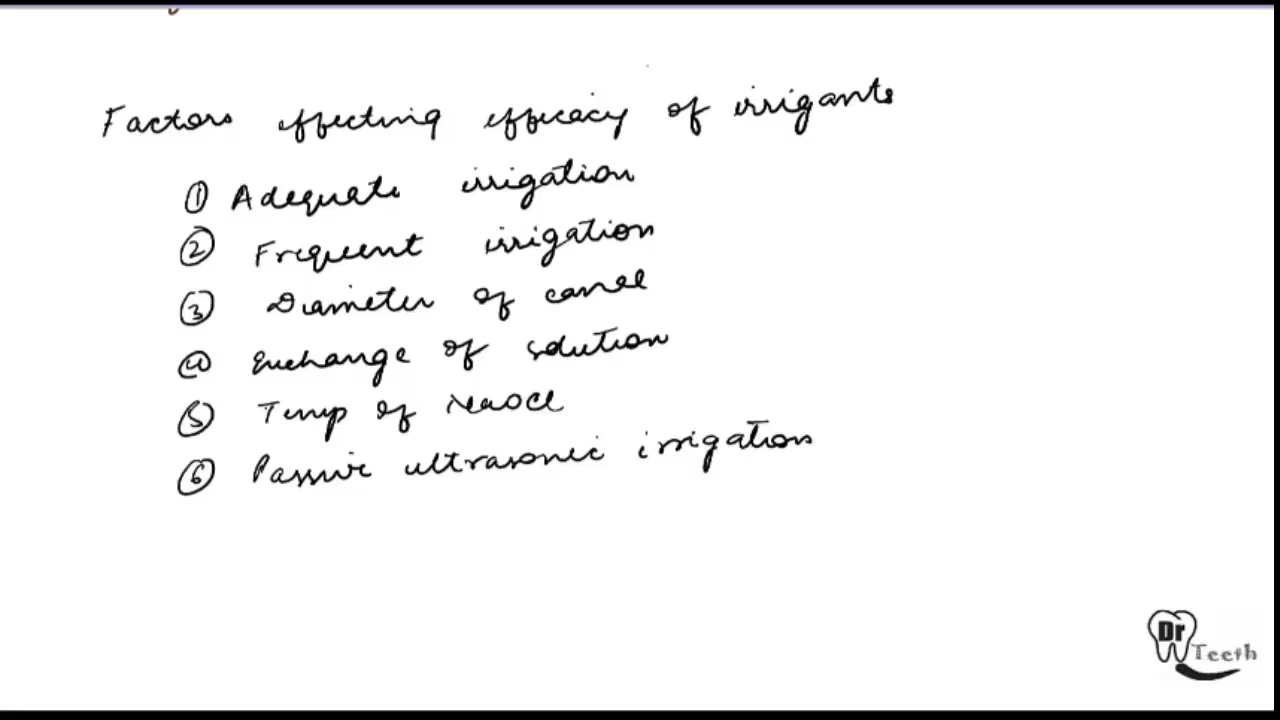 Factors effecting efficacy of irrigants
① Adequate irrigation
② Frequent irrigation
③ Diameter of canal
④ Exchange of solution
⑤ Temp of NaOCl
⑥ Passive ultrasonic irrigation
Dr
Teeth